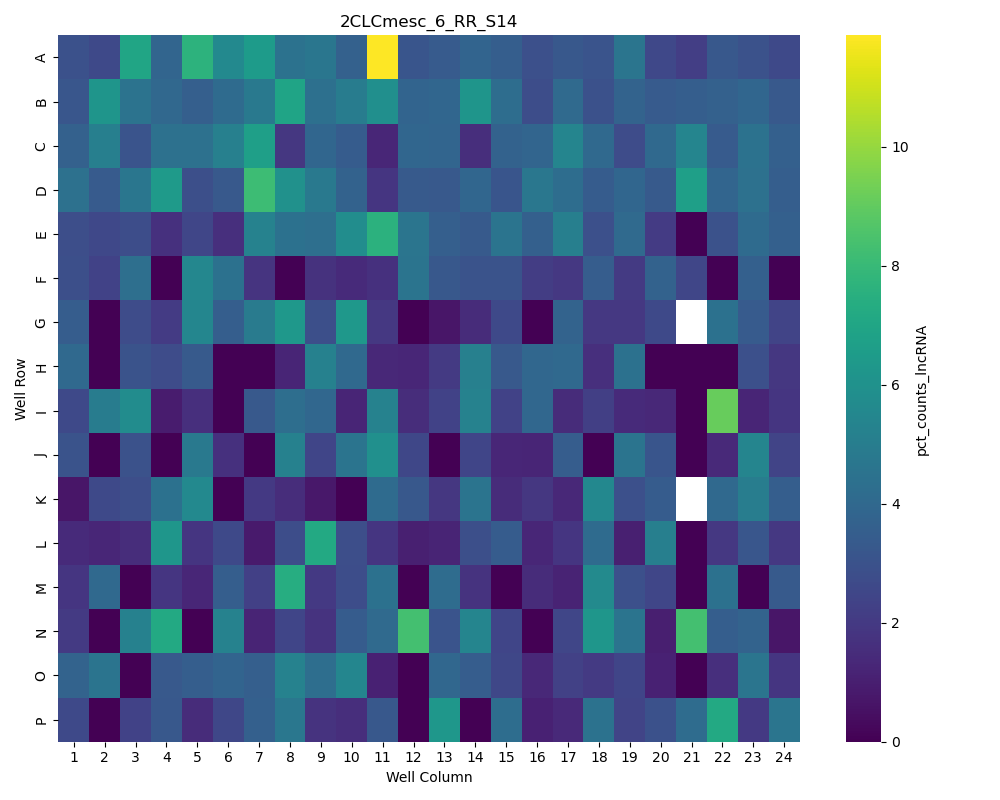 2CLCmesc_6_RR_S14
A
B
C
D
E
F
G
H
I
J
K
L
M
N
O
P
Well Row
1 2 3 4 5 6 7 8 9 10 11 12 13 14 15 16 17 18 19 20 21 22 23 24
Well Column
10
8
6
4
2
0
pct_counts_lncRNA